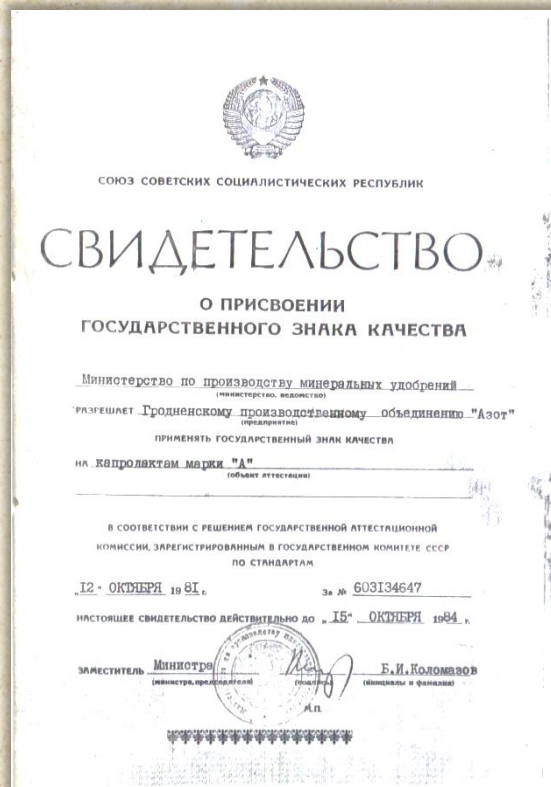 СОЮЗ СОВЕТСКИХ СОЦИАЛИСТИЧЕСКИХ РЕСПУБЛИК
СВИДЕТЕЛЬСТВО
О ПРИСВОЕНИИ
ГОСУДАРСТВЕННОГО ЗНАКА КАЧЕСТВА
Министерство по производству минеральных удобрений
(министерство, ведомство)
РАЗРЕШАЕТ Гродненскому производственному объединению "Азот"
(предприятие)
ПРИМЕНЯТЬ ГОСУДАРСТВЕННЫЙ ЗНАК КАЧЕСТВА
НА капролактам марки "А"
(объект аттестации)
В СООТВЕТСТВИИ С РЕШЕНИЕМ ГОСУДАРСТВЕННОЙ АТТЕСТАЦИОННОЙ
КОМИССИИ, ЗАРЕГИСТРИРОВАННЫМ В ГОСУДАРСТВЕННОМ КОМИТЕТЕ СССР
ПО СТАНДАРТАМ
"I2" ОКТЯБРЯ 1981 г. За № 603I34647
НАСТОЯЩЕЕ СВИДЕТЕЛЬСТВО ДЕЙСТВИТЕЛЬНО ДО "I5" ОКТЯБРЯ 1984 г.
ЗАМЕСТИТЕЛЬ Министра Б.И.Коломазов
(министра, председателя) (подпись) (инициалы и фамилия)
М.П.